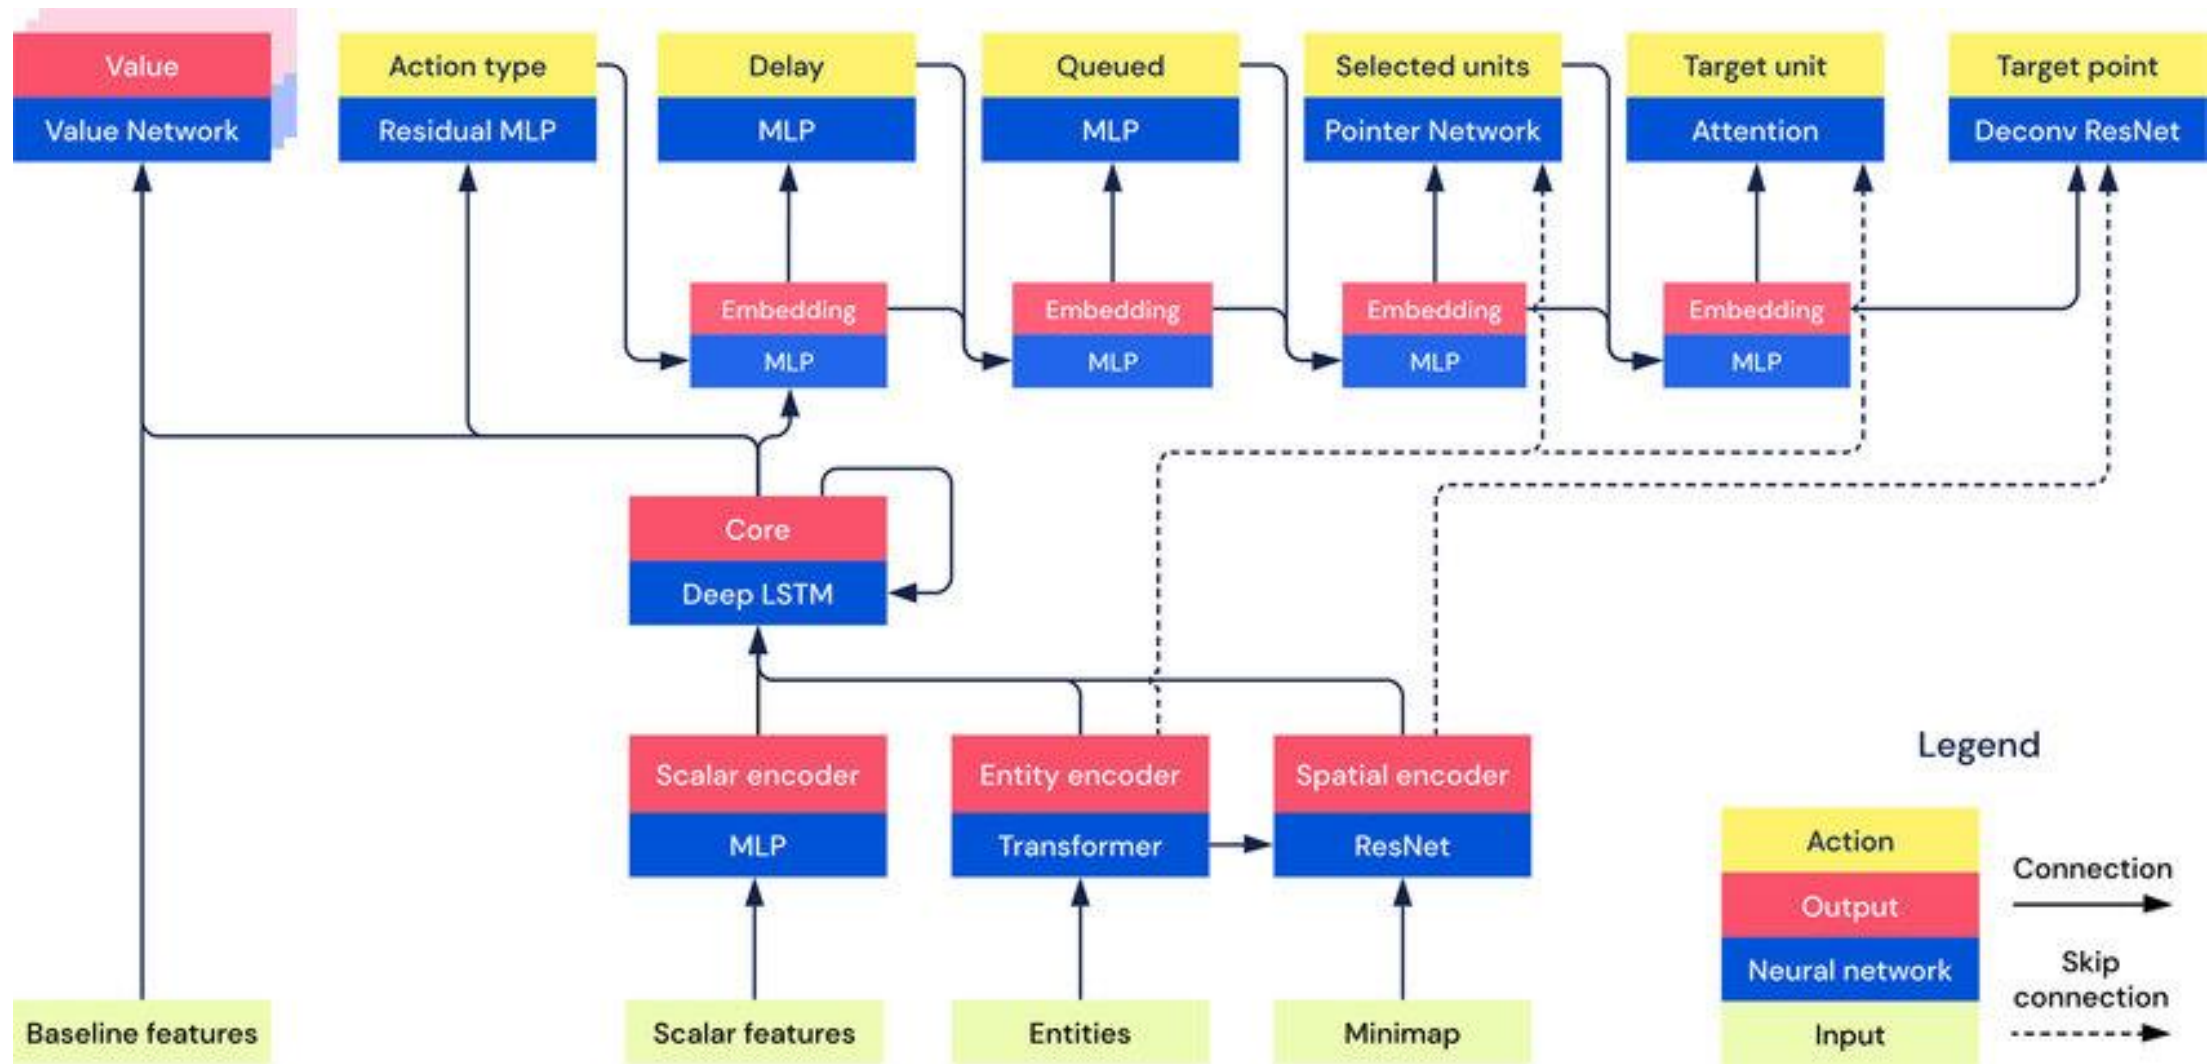 Value
Value Network
Action type
Residual MLP
Delay
MLP
Queued
MLP
Selected units
Pointer Network
Target unit
Attention
Target point
Deconv ResNet
Embedding
MLP
Embedding
MLP
Embedding
MLP
Embedding
MLP
Core
Deep LSTM
Scalar encoder
MLP
Entity encoder
Transformer
Spatial encoder
ResNet
Baseline features
Scalar features
Entities
Minimap
Legend
Action
Output
Neural network
Input
Connection
Skip
connection